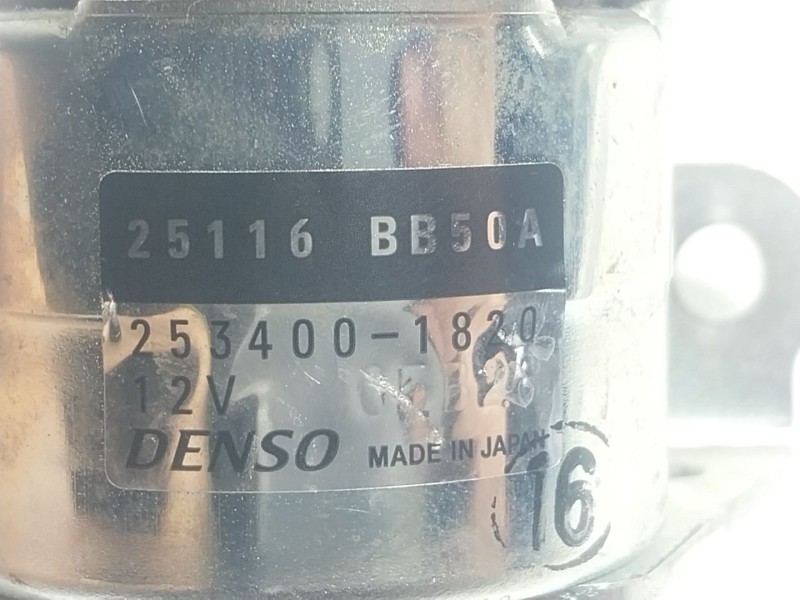 25116 BB50A
253400-1820
12V
DENSO MADE IN JAPAN
16